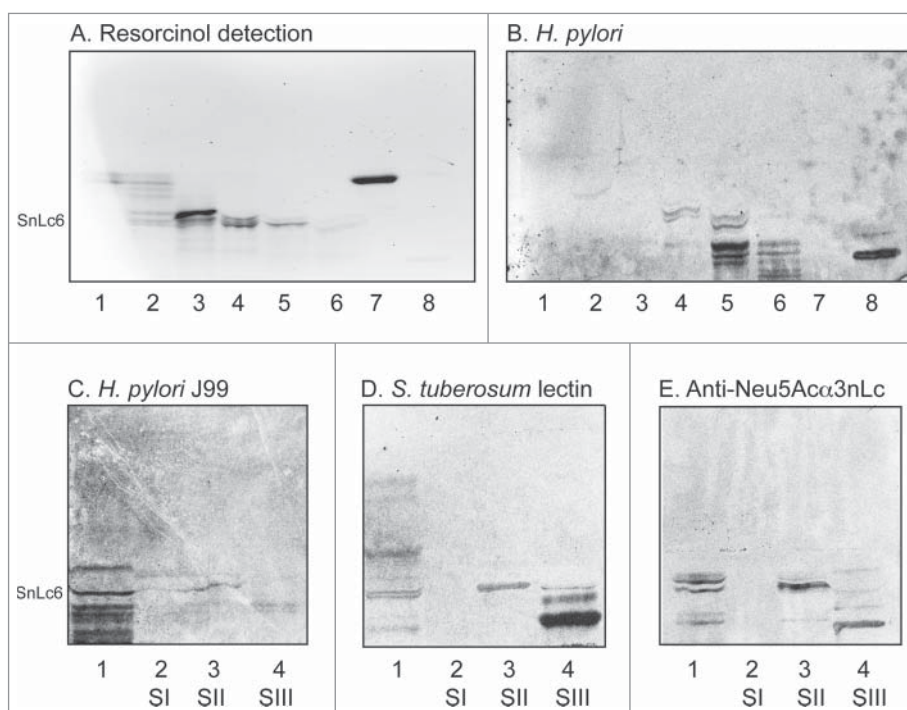 A. Resorcinol detection
SnLc6
1 2 3 4 5 6 7 8
B. H. pylori
1 2 3 4 5 6 7 8
C. H. pylori J99
SnLc6
1 2 3 4
SI SII SIII
D. S. tuberosum lectin
1 2 3 4
SI SII SIII
E. Anti-Neu5Acα3nLc
1 2 3 4
SI SII SIII